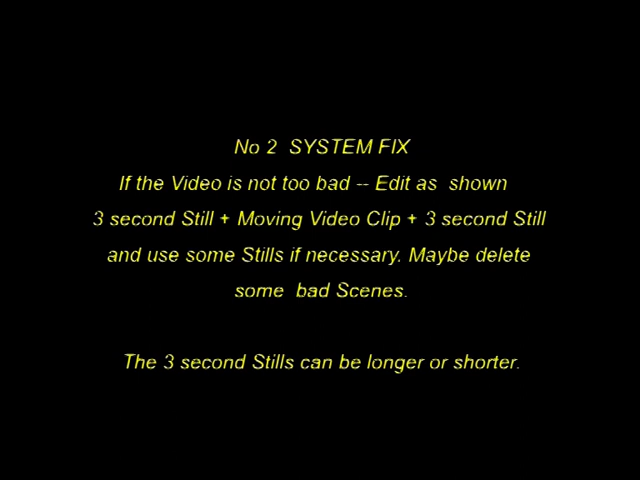 No 2  SYSTEM FIX
If the Video is not too bad -- Edit as  shown
3 second Still + Moving Video Clip + 3 second Still
and use some Stills if necessary. Maybe delete
some  bad Scenes.
The 3 second Stills can be longer or shorter.